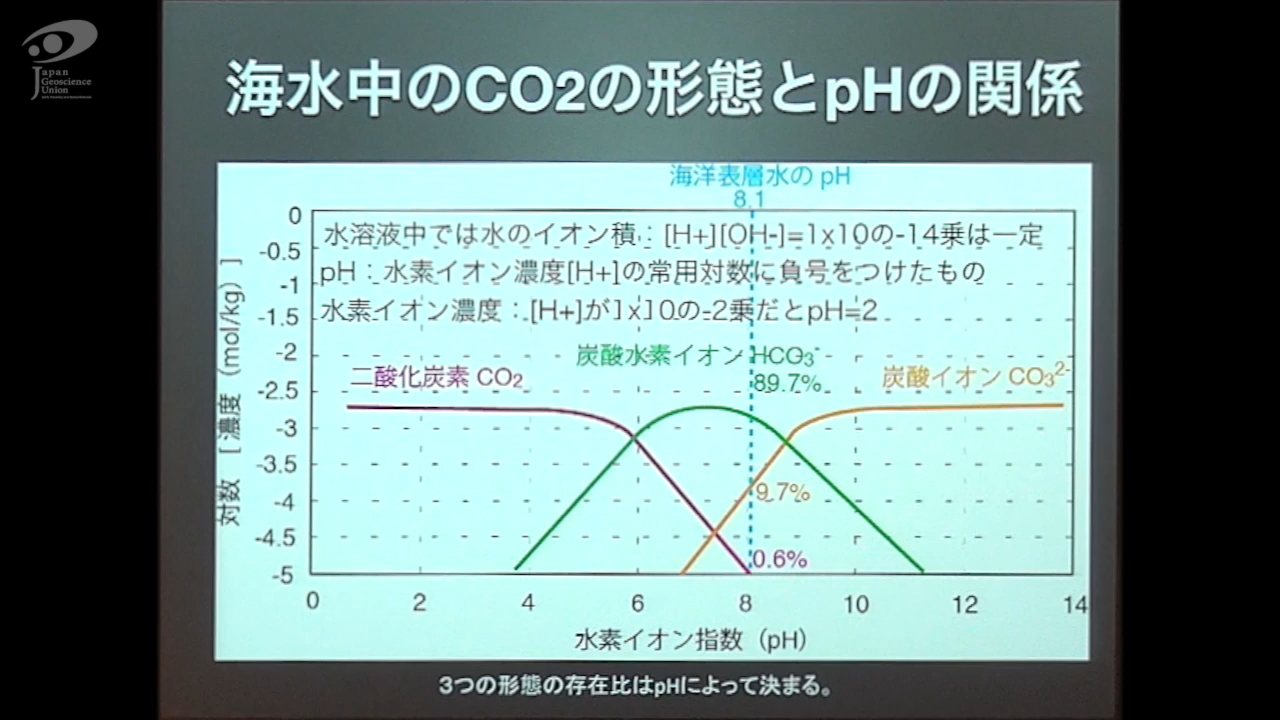 Japan
Geoscience
Union
海水中のCO2の形態とpHの関係
海洋表層水の pH
8.1
水溶液中では水のイオン積：[H+][OH-]=1x10の-14乗は一定
pH：水素イオン濃度[H+]の常用対数に負号をつけたもの
水素イオン濃度：[H+]が1x10の-2乗だとpH=2
炭酸水素イオン HCO₃⁻
89.7%
二酸化炭素 CO₂
炭酸イオン CO₃²⁻
9.7%
0.6%
対数 [ 濃度 (mol/kg) ]
0
-0.5
-1
-1.5
-2
-2.5
-3
-3.5
-4
-4.5
-5
0 2 4 6 8 10 12 14
水素イオン指数（pH）
3つの形態の存在比はpHによって決まる。